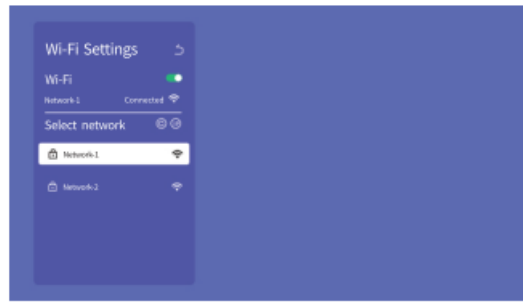 Wi-Fi Settings
Wi-Fi
Network-1 Connected
Select network
Network-1
Network-2